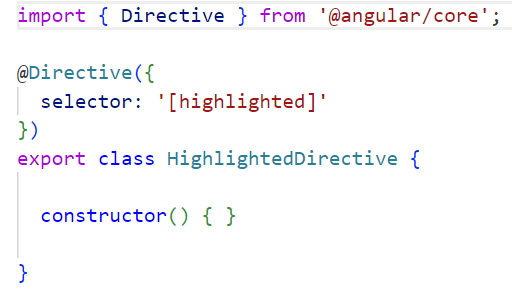 import { Directive } from '@angular/core';
@Directive({
  selector: '[highlighted]'
})
export class HighlightedDirective {
  constructor() { }
}